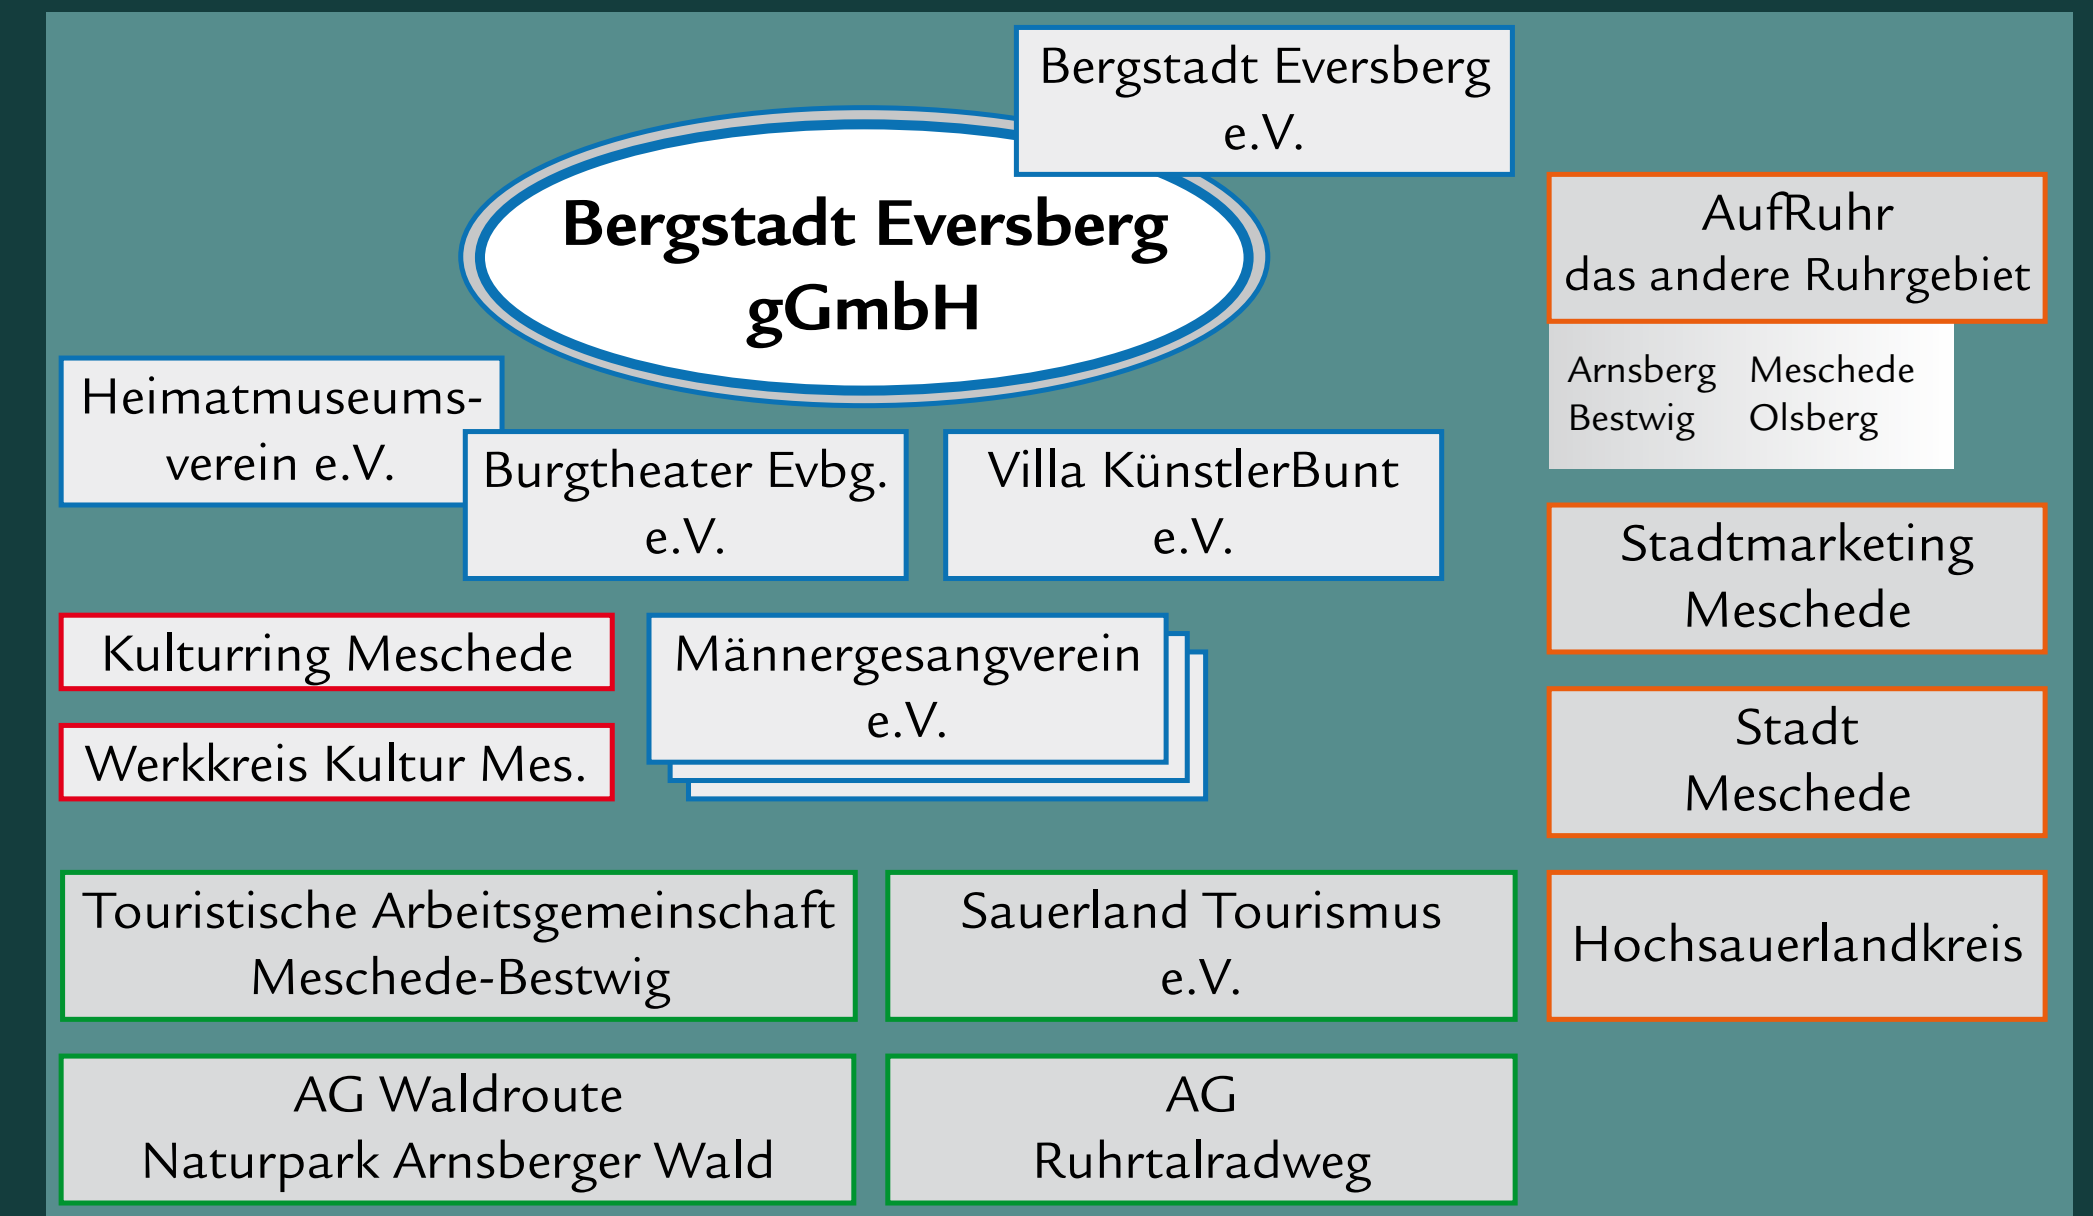 Bergstadt Eversberg
e.V.
Bergstadt Eversberg
gGmbH
AufRuhr
das andere Ruhrgebiet
Arnsberg Meschede
Bestwig Olsberg
Heimatmuseums-
verein e.V.
Burgtheater Evbg.
e.V.
Villa KünstlerBunt
e.V.
Stadtmarketing
Meschede
Kulturring Meschede
Werkkreis Kultur Mes.
Männergesangverein
e.V.
Stadt
Meschede
Touristische Arbeitsgemeinschaft
Meschede-Bestwig
Sauerland Tourismus
e.V.
Hochsauerlandkreis
AG Waldroute
Naturpark Arnsberger Wald
AG
Ruhrtalradweg